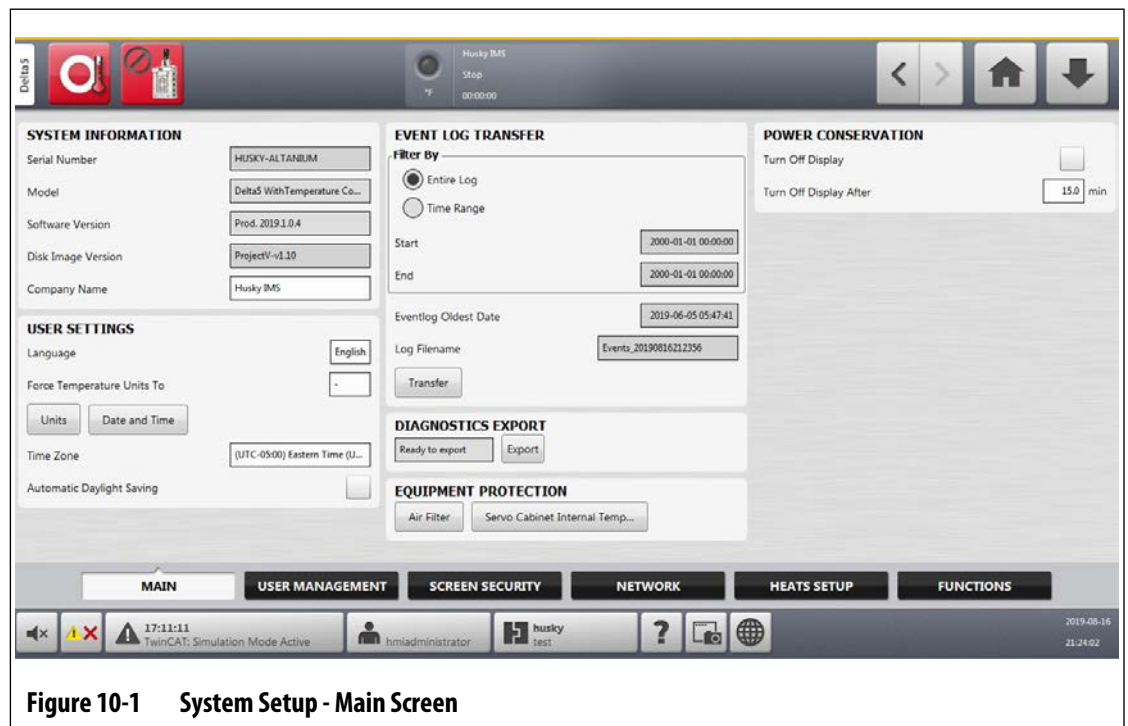 Delta5
Husky IMS
Stop
°F
00:00:00
SYSTEM INFORMATION
Serial Number
HUSKY-ALTANIUM
Model
Delta5 WithTemperature Co...
Software Version
Prod. 2019.1.0.4
Disk Image Version
ProjectV-v1.10
Company Name
Husky IMS
USER SETTINGS
Language
English
Force Temperature Units To
-
Units
Date and Time
Time Zone
(UTC-05:00) Eastern Time (U...
Automatic Daylight Saving
EVENT LOG TRANSFER
Filter By
Entire Log
Time Range
Start
2000-01-01 00:00:00
End
2000-01-01 00:00:00
Eventlog Oldest Date
2019-06-05 05:47:41
Log Filename
Events_20190816212356
Transfer
DIAGNOSTICS EXPORT
Ready to export
Export
EQUIPMENT PROTECTION
Air Filter
Servo Cabinet Internal Temp...
POWER CONSERVATION
Turn Off Display
Turn Off Display After
15.0 min
MAIN
USER MANAGEMENT
SCREEN SECURITY
NETWORK
HEATS SETUP
FUNCTIONS
17:11:11
TwinCAT: Simulation Mode Active
hmiadministrator
husky
test
?
2019-08-16
21:24:02
Figure 10-1 System Setup - Main Screen